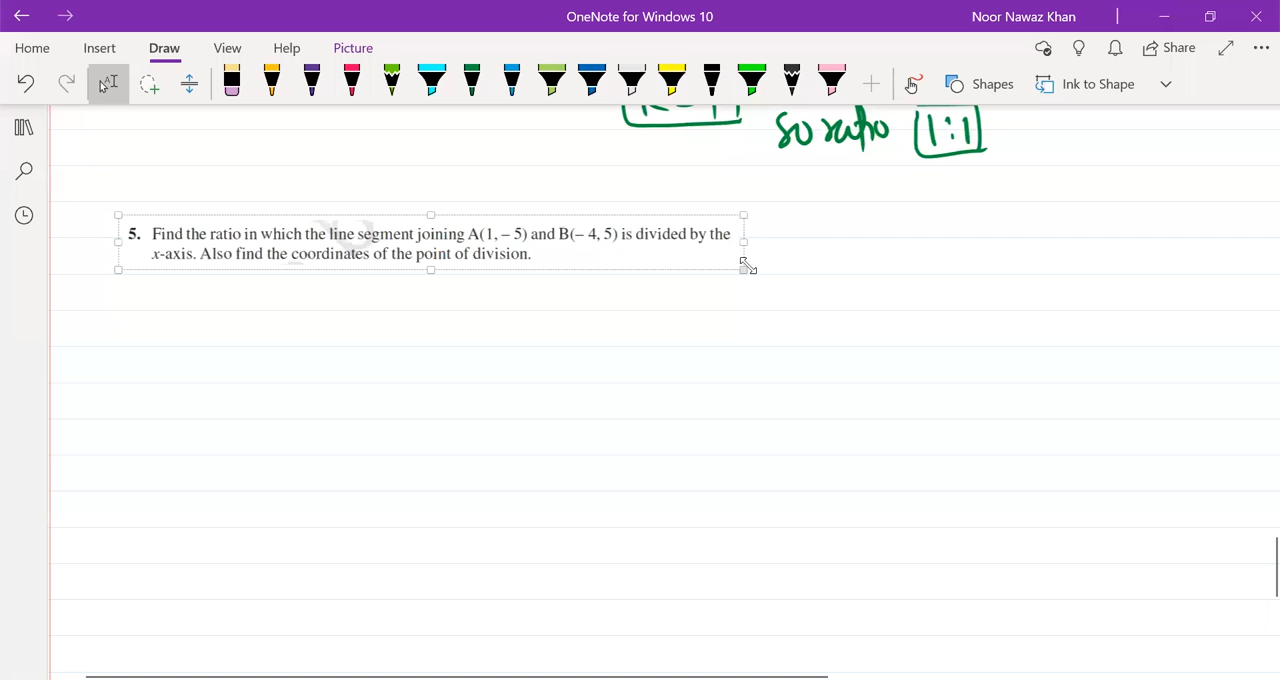 OneNote for Windows 10
Noor Nawaz Khan
Home Insert Draw View Help Picture
Share
Shapes
Ink to Shape
so ratio 1:1
5. Find the ratio in which the line segment joining A(1, – 5) and B(– 4, 5) is divided by the
x-axis. Also find the coordinates of the point of division.